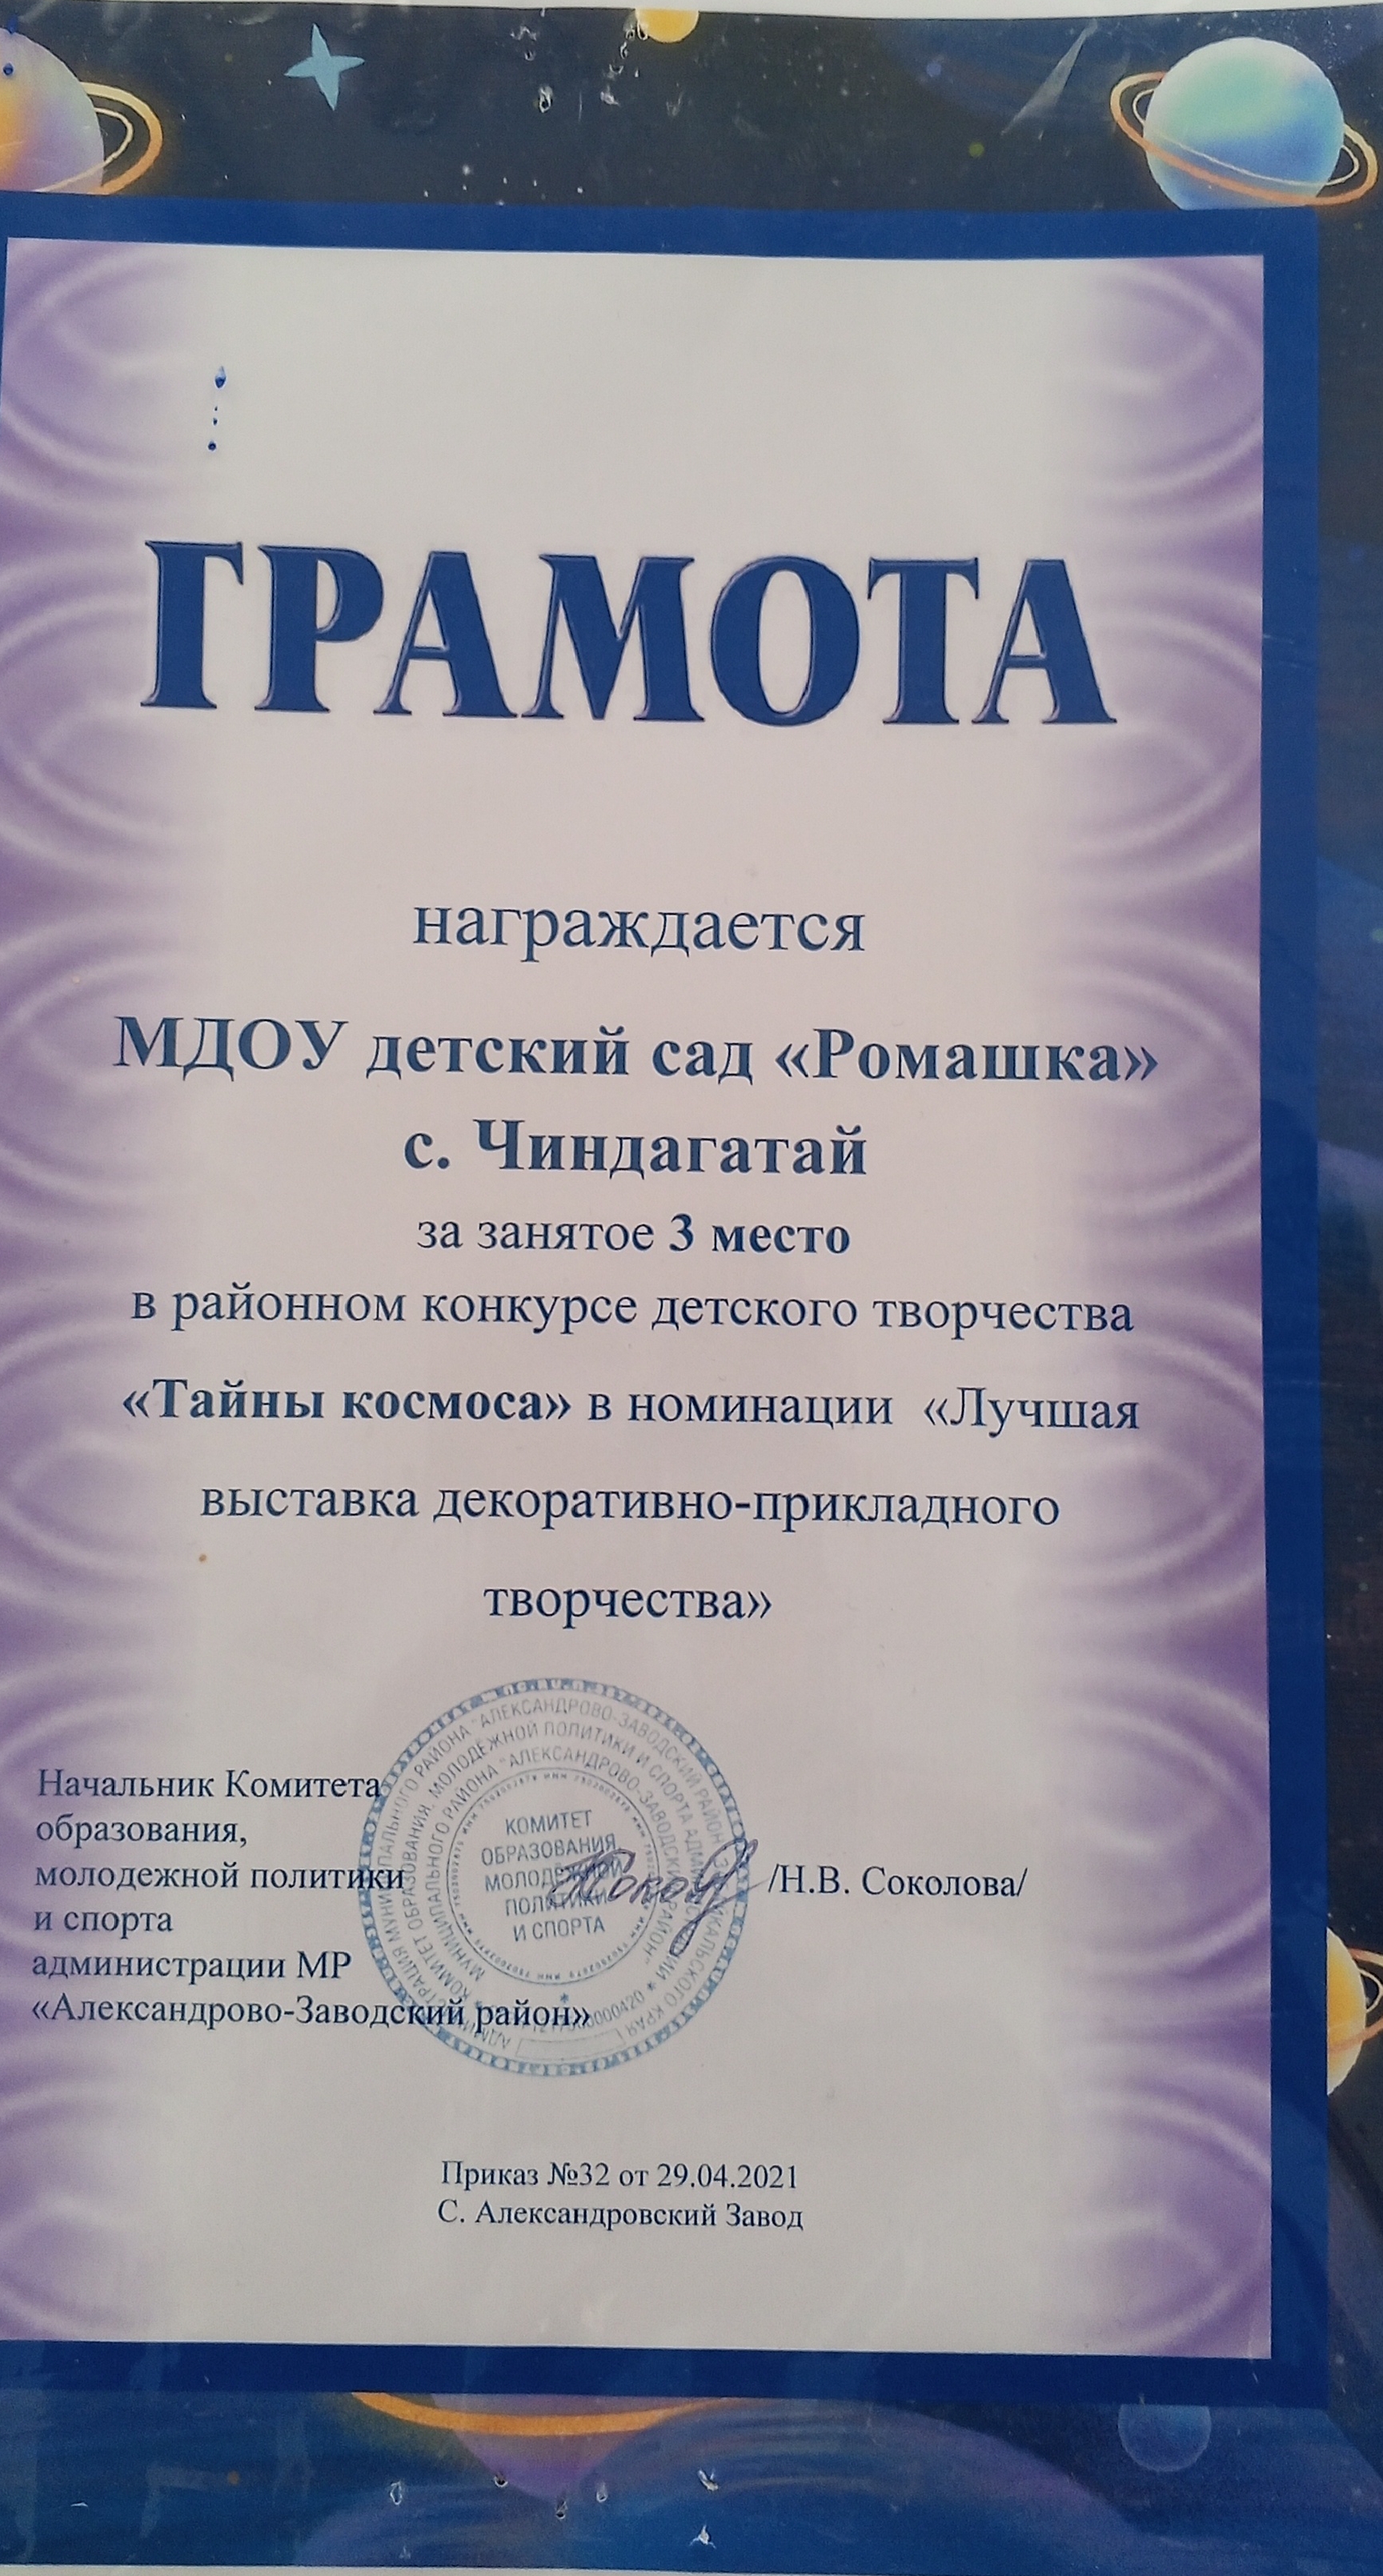 ГРАМОТА
награждается
МДОУ детский сад «Ромашка»
с. Чиндагатай
за занятое 3 место
в районном конкурсе детского творчества
«Тайны космоса» в номинации «Лучшая
выставка декоративно-прикладного
творчества»
Начальник Комитета
образования,
молодежной политики
и спорта
администрации МР
«Александрово-Заводский район»
КОМИТЕТ
ОБРАЗОВАНИЯ,
МОЛОДЕЖНОЙ
ПОЛИТИКИ
И СПОРТА
/Н.В. Соколова/
Приказ №32 от 29.04.2021
С. Александровский Завод